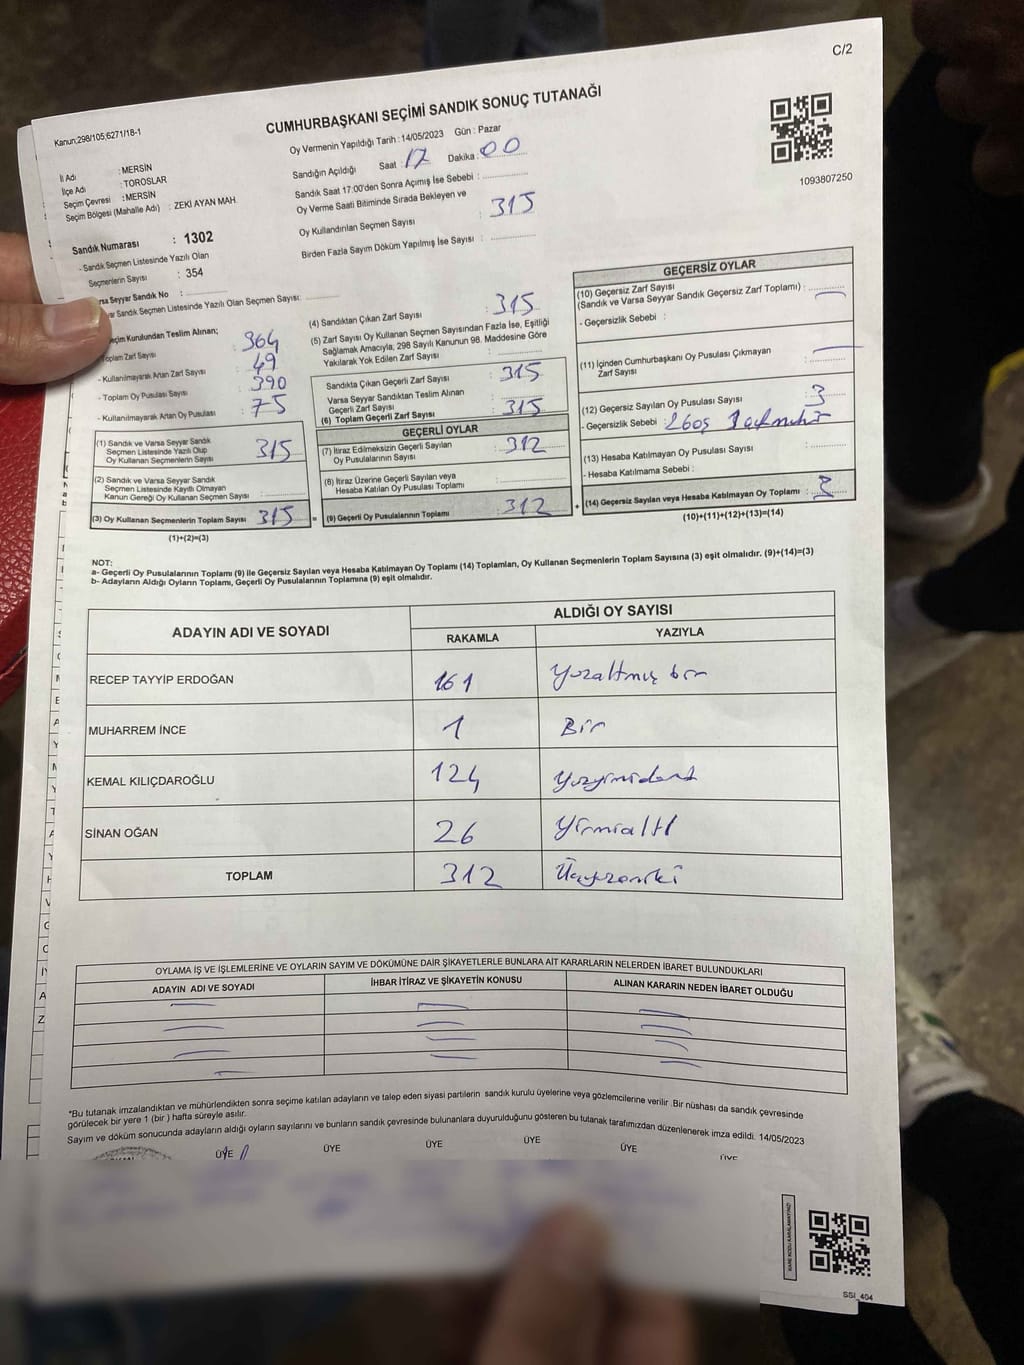 C/2
Kanun:298/105;6271/18-1
CUMHURBAŞKANI SEÇİMİ SANDIK SONUÇ TUTANAĞI
Oy Vermenin Yapıldığı Tarih : 14/05/2023 Gün : Pazar
1093807250
İl Adı : MERSİN
İlçe Adı : TOROSLAR
Seçim Çevresi : MERSİN
Seçim Bölgesi (Mahalle Adı) : ZEKİ AYAN MAH.
Sandık Numarası : 1302
- Sandık Seçmen Listesinde Yazılı Olan
Seçmenlerin Sayısı : 354
Varsa Seyyar Sandık No :
Sandık Seçmen Listesinde Yazılı Olan Seçmen Sayısı:
Sandığın Açıldığı Saat : 17 Dakika : 00
Sandık Saat 17:00'den Sonra Açımış İse Sebebi :
Oy Verme Saati Bitiminde Sırada Bekleyen ve
Oy Kullandırılan Seçmen Sayısı : 315
Birden Fazla Sayım Döküm Yapılmış İse Sayısı :
Seçim Kurulundan Teslim Alınan;
Toplam Zarf Sayısı : 364
- Kullanılmayarak Artan Zarf Sayısı : 49
- Toplam Oy Pusulası Sayısı : 390
- Kullanılmayarak Artan Oy Pusulası : 75
(1) Sandık ve Varsa Seyyar Sandık
Seçmen Listesinde Yazılı Olup
Oy Kullanan Seçmenlerin Sayısı : 315
(2) Sandık ve Varsa Seyyar Sandık
Seçmen Listesinde Kayıtlı Olmayan
Kanun Gereği Oy Kullanan Seçmen Sayısı :
(3) Oy Kullanan Seçmenlerin Toplam Sayısı : 315
(1)+(2)=(3)
(4) Sandıktan Çıkan Zarf Sayısı : 315
(5) Zarf Sayısı Oy Kullanan Seçmen Sayısından Fazla İse, Eşitliği
Sağlamak Amacıyla, 298 Sayılı Kanunun 98. Maddesine Göre
Yakılarak Yok Edilen Zarf Sayısı :
Sandıkta Çıkan Geçerli Zarf Sayısı : 315
Varsa Seyyar Sandıktan Teslim Alınan
Geçerli Zarf Sayısı :
(6) Toplam Geçerli Zarf Sayısı : 315
GEÇERLİ OYLAR
(7) İtiraz Edilmeksizin Geçerli Sayılan
Oy Pusulalarının Sayısı : 312
(8) İtiraz Üzerine Geçerli Sayılan veya
Hesaba Katılan Oy Pusulası Toplamı :
= (9) Geçerli Oy Pusulalarının Toplamı : 312
GEÇERSİZ OYLAR
(10) Geçersiz Zarf Sayısı
(Sandık ve Varsa Seyyar Sandık Geçersiz Zarf Toplamı) :
- Geçersizlik Sebebi :
(11) İçinden Cumhurbaşkanı Oy Pusulası Çıkmayan
Zarf Sayısı :
(12) Geçersiz Sayılan Oy Pusulası Sayısı : 3
- Geçersizlik Sebebi :
(13) Hesaba Katılmayan Oy Pusulası Sayısı :
- Hesaba Katılmama Sebebi :
+ (14) Geçersiz Sayılan veya Hesaba Katılmayan Oy Toplamı : 3
(10)+(11)+(12)+(13)=(14)
NOT:
a- Geçerli Oy Pusulalarının Toplamı (9) ile Geçersiz Sayılan veya Hesaba Katılmayan Oy Toplamı (14) Toplamları, Oy Kullanan Seçmenlerin Toplam Sayısına (3) eşit olmalıdır. (9)+(14)=(3)
b- Adayların Aldığı Oyların Toplamı, Geçerli Oy Pusulalarının Toplamına (9) eşit olmalıdır.
ADAYIN ADI VE SOYADI
ALDIĞI OY SAYISI
RAKAMLA YAZIYLA
RECEP TAYYİP ERDOĞAN 161 Yüzaltmış bir
MUHARREM İNCE 1 Bir
KEMAL KILIÇDAROĞLU 124 Yüzyirmidört
SİNAN OĞAN 26 Yirmialtı
TOPLAM 312 Üçyüzoniki
OYLAMA İŞ VE İŞLEMLERİNE VE OYLARIN SAYIM VE DÖKÜMÜNE DAİR ŞİKAYETLERLE BUNLARA AİT KARARLARIN NELERDEN İBARET BULUNDUKLARI
ADAYIN ADI VE SOYADI İHBAR İTİRAZ VE ŞİKAYETİN KONUSU ALINAN KARARIN NEDEN İBARET OLDUĞU
*Bu tutanak imzalandıktan ve mühürlendikten sonra seçime katılan adayların ve talep eden siyasi partilerin sandık kurulu üyelerine veya gözlemcilerine verilir .Bir nüshası da sandık çevresinde
görülecek bir yere 1 (bir ) hafta süreyle asılır.
Sayım ve döküm sonucunda adayların aldığı oyların sayılarını ve bunların sandık çevresinde bulunanlara duyurulduğunu gösteren bu tutanak tarafımızdan düzenlenerek imza edildi. 14/05/2023
ÜYE ÜYE ÜYE ÜYE ÜYE ÜYE
KARE KODU KARALAMAYINIZ!
SSI_404